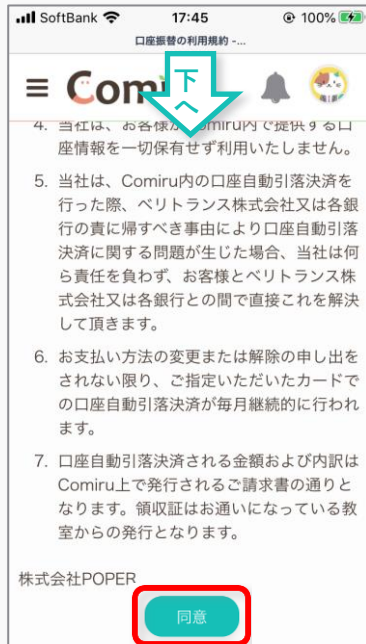 SoftBank 17:45 100%
口座振替の利用規約 -...
Comiru
下へ
4. 当社は、お客様がComiru内で提供する口
座情報を一切保有せず利用いたしません。
5. 当社は、Comiru内の口座自動引落決済を
行った際、ベリトランス株式会社又は各銀
行の責に帰すべき事由により口座自動引落
決済に関する問題が生じた場合、当社は何
ら責任を負わず、お客様とベリトランス株
式会社又は各銀行との間で直接これを解決
して頂きます。
6. お支払い方法の変更または解除の申し出を
されない限り、ご指定いただいたカードで
の口座自動引落決済が毎月継続的に行われ
ます。
7. 口座自動引落決済される金額および内訳は
Comiru上で発行されるご請求書の通りと
なります。領収証はお通いになっている教
室からの発行となります。
株式会社POPER
同意